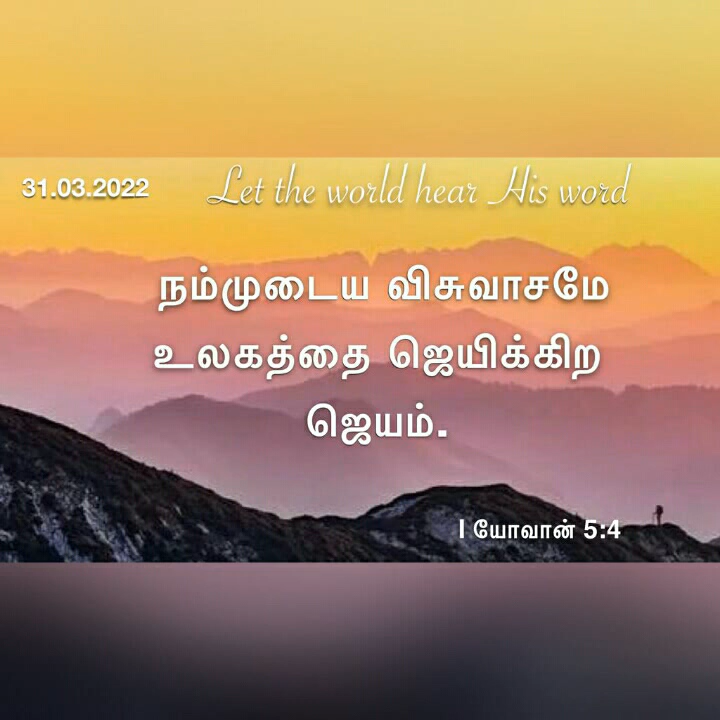 31.03.2022 Let the world hear His word
நம்முடைய விசுவாசமே
உலகத்தை ஜெயிக்கிற
ஜெயம்.
I யோவான் 5:4